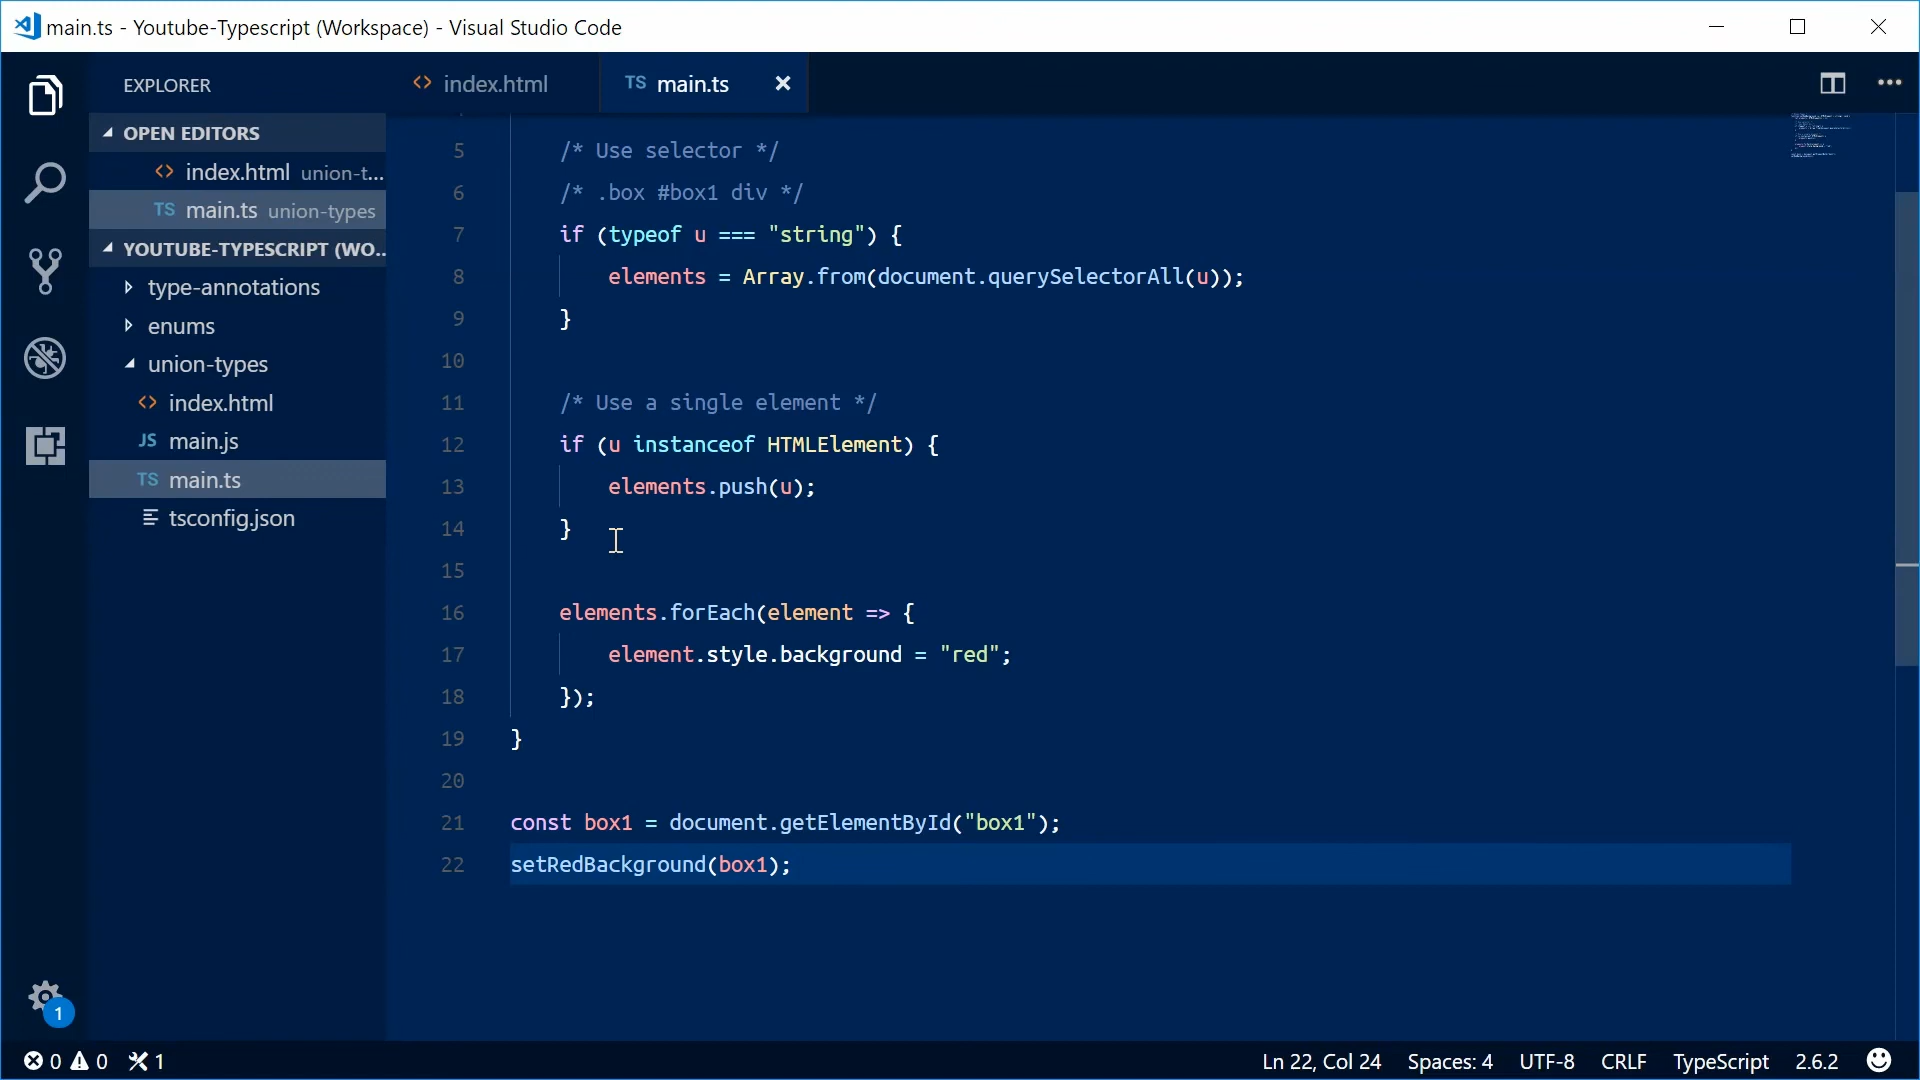 main.ts - Youtube-Typescript (Workspace) - Visual Studio Code
EXPLORER
<> index.html
TS main.ts
OPEN EDITORS
<> index.html union-t...
TS main.ts union-types
YOUTUBE-TYPESCRIPT (WO...
type-annotations
enums
union-types
<> index.html
JS main.js
TS main.ts
tsconfig.json
5 /* Use selector */
6 /* .box #box1 div */
7 if (typeof u === "string") {
8 elements = Array.from(document.querySelectorAll(u));
9 }
10
11 /* Use a single element */
12 if (u instanceof HTMLElement) {
13 elements.push(u);
14 }
15
16 elements.forEach(element => {
17 element.style.background = "red";
18 });
19 }
20
21 const box1 = document.getElementById("box1");
22 setRedBackground(box1);
1
0 0 1
Ln 22, Col 24 Spaces: 4 UTF-8 CRLF TypeScript 2.6.2